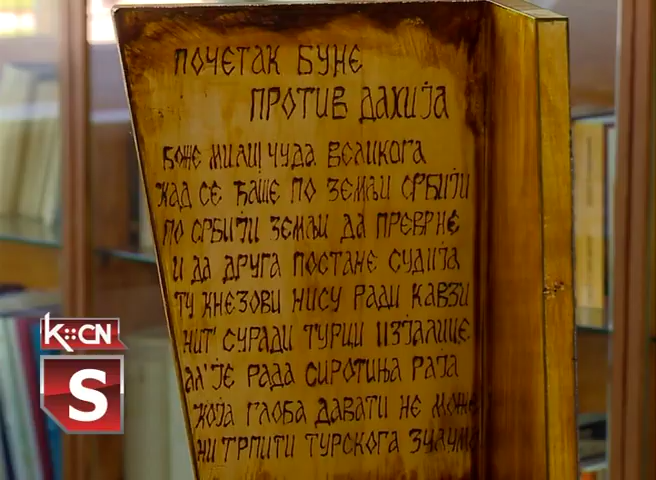 ПОЧЕТАК БУНЕ
ПРОТИВ ДАХИЈА
БОЖЕ МИЛИ ЧУДА ВЕЛИКОГА
КАД СЕ ЋАШЕ ПО ЗЕМЉИ СРБИЈИ
ПО СРБИЈИ ЗЕМЉИ ДА ПРЕВРНЕ
И ДА ДРУГА ПОСТАНЕ СУДИЈА
ТУ КНЕЗОВИ НИСУ РАДИ КАВЗИ
НИТ' СУ РАДИ ТУРЦИ ИЗЈЕЛИЦЕ
АЛ' ЈЕ РАДА СИРОТИЊА РАЈА
КОЈА ГЛОБА ДАВАТИ НЕ МОЖЕ
НИ ТРПИТИ ТУРСКОГА ЗУЛУМА
K::CN
S